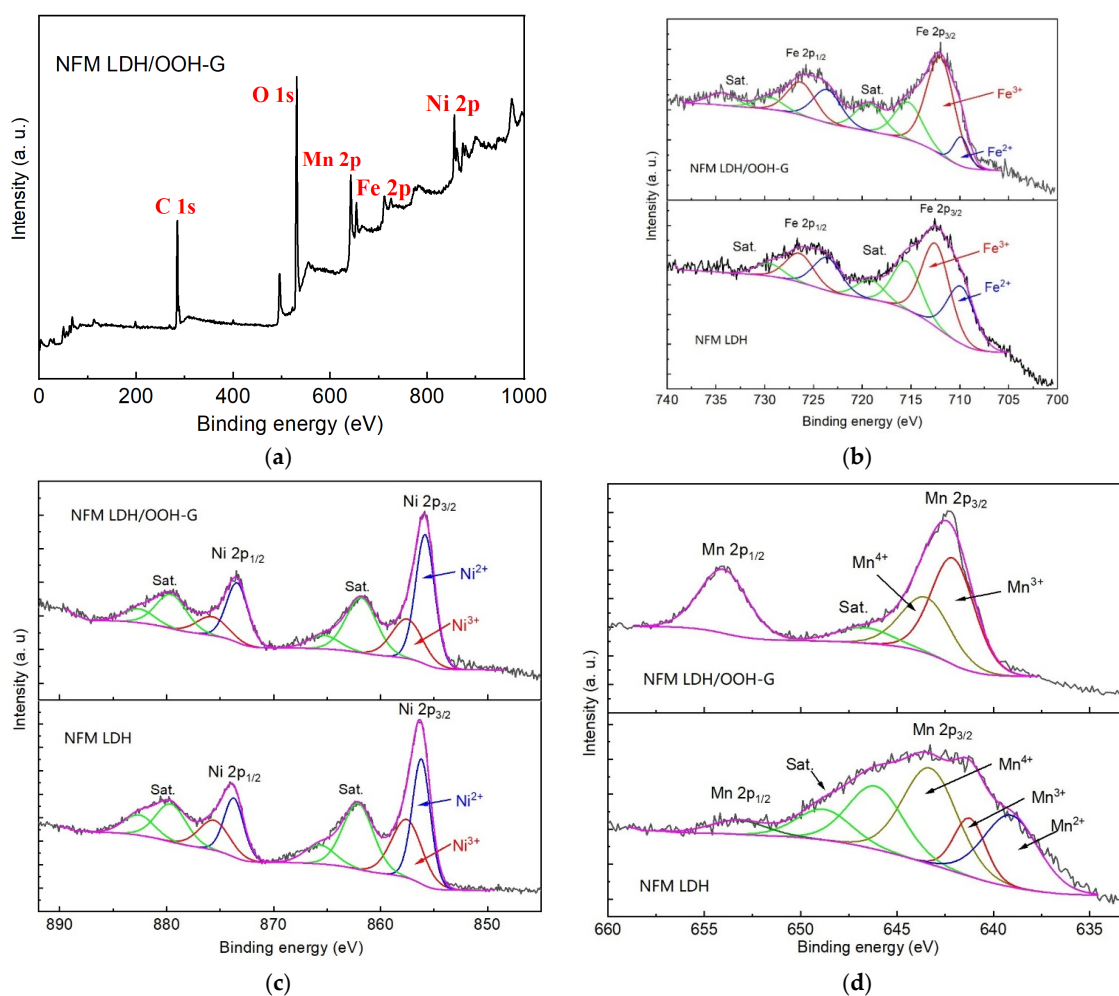 NFM LDH/OOH-G
O 1s
Ni 2p
Mn 2p
Fe 2p
C 1s
Intensity (a. u.)
0 200 400 600 800 1000
Binding energy (eV)
(a)
Fe 2p3/2
Fe 2p1/2
Sat.
Sat.
Fe3+
Fe2+
NFM LDH/OOH-G
Fe 2p3/2
Fe 2p1/2
Sat.
Sat.
Fe3+
Fe2+
NFM LDH
Intensity (a. u.)
740 735 730 725 720 715 710 705 700
Binding energy (eV)
(b)
Ni 2p3/2
NFM LDH/OOH-G
Ni 2p1/2
Sat.
Sat.
Ni2+
Ni3+
Ni 2p3/2
NFM LDH
Ni 2p1/2
Sat.
Sat.
Ni2+
Ni3+
Intensity (a. u)
890 880 870 860 850
Binding energy (eV)
(c)
Mn 2p3/2
Mn 2p1/2
Mn4+
Mn3+
Sat.
NFM LDH/OOH-G
Mn 2p3/2
Sat.
Mn4+
Mn 2p1/2
Mn3+
Mn2+
NFM LDH
Intensity (a. u.)
660 655 650 645 640
Binding energy (eV)
(d)